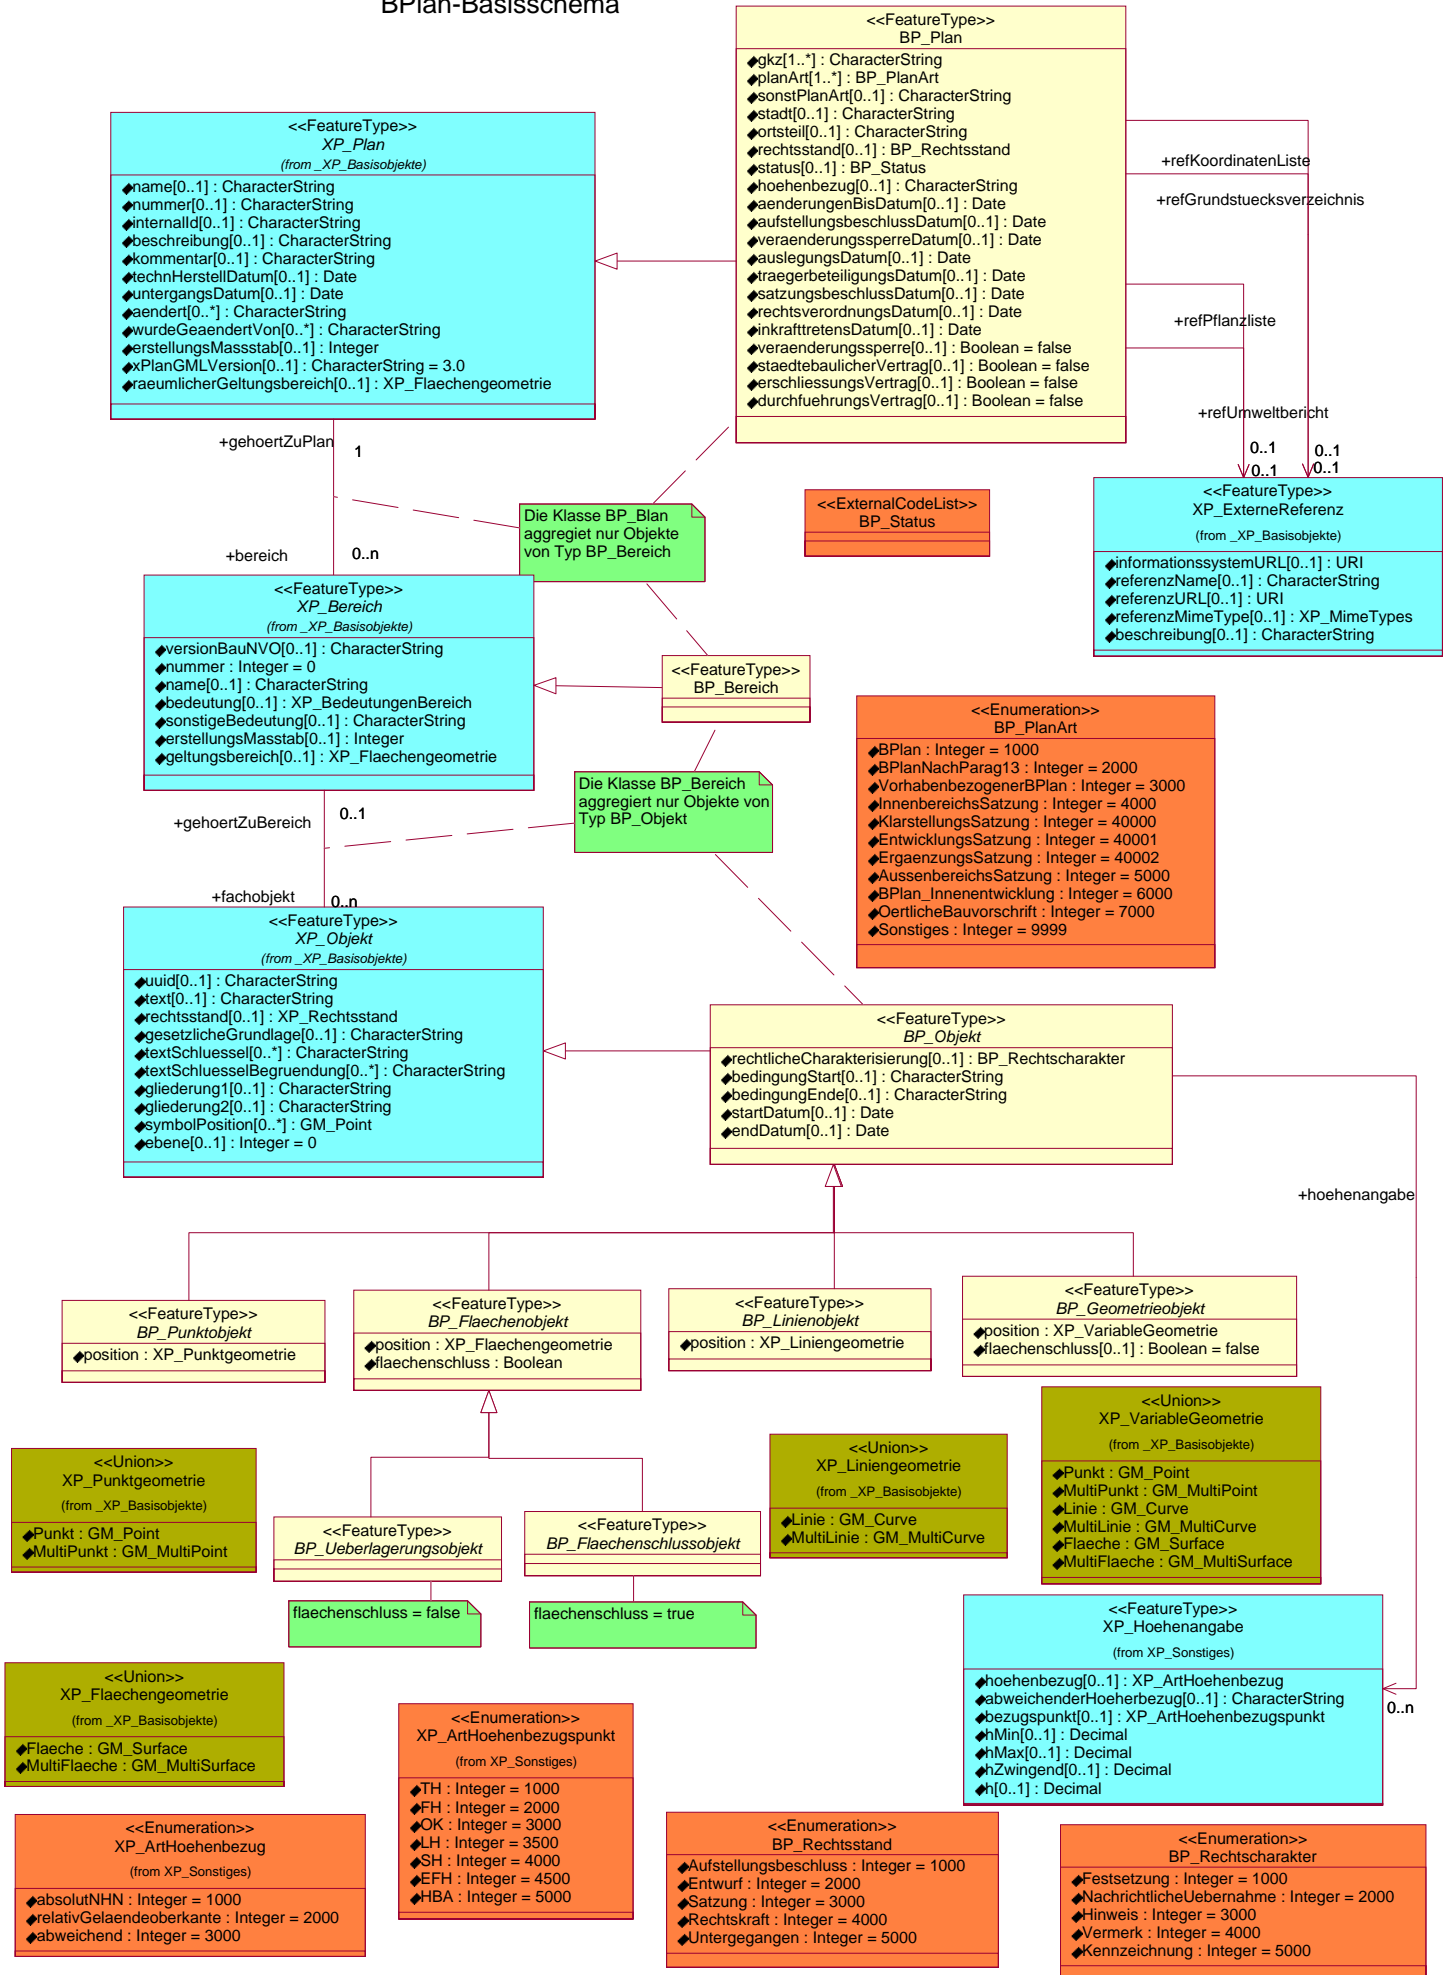 BPlan-Basisschema
<<FeatureType>>
BP_Plan
gkz[1..*] : CharacterString
planArt[1..*] : BP_PlanArt
sonstPlanArt[0..1] : CharacterString
stadt[0..1] : CharacterString
ortsteil[0..1] : CharacterString
rechtsstand[0..1] : BP_Rechtsstand
status[0..1] : BP_Status
hoehenbezug[0..1] : CharacterString
aenderungenBisDatum[0..1] : Date
aufstellungsbeschlussDatum[0..1] : Date
veraenderungssperreDatum[0..1] : Date
auslegungsDatum[0..1] : Date
traegerbeteiligungsDatum[0..1] : Date
satzungsbeschlussDatum[0..1] : Date
rechtsverordnungsDatum[0..1] : Date
inkrafttretensDatum[0..1] : Date
veraenderungssperre[0..1] : Boolean = false
staedtebaulicherVertrag[0..1] : Boolean = false
erschliessungsVertrag[0..1] : Boolean = false
durchfuehrungsVertrag[0..1] : Boolean = false
<<FeatureType>>
XP_Plan
(from _XP_Basisobjekte)
name[0..1] : CharacterString
nummer[0..1] : CharacterString
internalId[0..1] : CharacterString
beschreibung[0..1] : CharacterString
kommentar[0..1] : CharacterString
technHerstellDatum[0..1] : Date
untergangsDatum[0..1] : Date
aendert[0..*] : CharacterString
wurdeGeaendertVon[0..*] : CharacterString
erstellungsMassstab[0..1] : Integer
xPlanGMLVersion[0..1] : CharacterString = 3.0
raeumlicherGeltungsbereich[0..1] : XP_Flaechengeometrie
+refKoordinatenListe
+refGrundstuecksverzeichnis
+refPflanzliste
+refUmweltbericht
0..1
0..1
0..1
0..1
+gehoertZuPlan
1
+bereich
0..n
Die Klasse BP_Blan
aggregiet nur Objekte
von Typ BP_Bereich
<<ExternalCodeList>>
BP_Status
<<FeatureType>>
XP_ExterneReferenz
(from _XP_Basisobjekte)
informationssystemURL[0..1] : URI
referenzName[0..1] : CharacterString
referenzURL[0..1] : URI
referenzMimeType[0..1] : XP_MimeTypes
beschreibung[0..1] : CharacterString
<<FeatureType>>
XP_Bereich
(from _XP_Basisobjekte)
versionBauNVO[0..1] : CharacterString
nummer : Integer = 0
name[0..1] : CharacterString
bedeutung[0..1] : XP_BedeutungenBereich
sonstigeBedeutung[0..1] : CharacterString
erstellungsMasstab[0..1] : Integer
geltungsbereich[0..1] : XP_Flaechengeometrie
<<FeatureType>>
BP_Bereich
<<Enumeration>>
BP_PlanArt
BPlan : Integer = 1000
BPlanNachParag13 : Integer = 2000
VorhabenbezogenerBPlan : Integer = 3000
InnenbereichsSatzung : Integer = 4000
KlarstellungsSatzung : Integer = 40000
EntwicklungsSatzung : Integer = 40001
ErgaenzungsSatzung : Integer = 40002
AussenbereichsSatzung : Integer = 5000
BPlan_Innenentwicklung : Integer = 6000
OertlicheBauvorschrift : Integer = 7000
Sonstiges : Integer = 9999
Die Klasse BP_Bereich
aggregiert nur Objekte von
Typ BP_Objekt
+gehoertZuBereich
0..1
+fachobjekt
0..n
<<FeatureType>>
XP_Objekt
(from _XP_Basisobjekte)
uuid[0..1] : CharacterString
text[0..1] : CharacterString
rechtsstand[0..1] : XP_Rechtsstand
gesetzlicheGrundlage[0..1] : CharacterString
textSchluessel[0..*] : CharacterString
textSchluesselBegruendung[0..*] : CharacterString
gliederung1[0..1] : CharacterString
gliederung2[0..1] : CharacterString
symbolPosition[0..*] : GM_Point
ebene[0..1] : Integer = 0
<<FeatureType>>
BP_Objekt
rechtlicheCharakterisierung[0..1] : BP_Rechtscharakter
bedingungStart[0..1] : CharacterString
bedingungEnde[0..1] : CharacterString
startDatum[0..1] : Date
endDatum[0..1] : Date
+hoehenangabe
<<FeatureType>>
BP_Punktobjekt
position : XP_Punktgeometrie
<<FeatureType>>
BP_Flaechenobjekt
position : XP_Flaechengeometrie
flaechenschluss : Boolean
<<FeatureType>>
BP_Linienobjekt
position : XP_Liniengeometrie
<<FeatureType>>
BP_Geometrieobjekt
position : XP_VariableGeometrie
flaechenschluss[0..1] : Boolean = false
<<Union>>
XP_Punktgeometrie
(from _XP_Basisobjekte)
Punkt : GM_Point
MultiPunkt : GM_MultiPoint
<<FeatureType>>
BP_Ueberlagerungsobjekt
<<FeatureType>>
BP_Flaechenschlussobjekt
<<Union>>
XP_Liniengeometrie
(from _XP_Basisobjekte)
Linie : GM_Curve
MultiLinie : GM_MultiCurve
<<Union>>
XP_VariableGeometrie
(from _XP_Basisobjekte)
Punkt : GM_Point
MultiPunkt : GM_MultiPoint
Linie : GM_Curve
MultiLinie : GM_MultiCurve
Flaeche : GM_Surface
MultiFlaeche : GM_MultiSurface
flaechenschluss = false
flaechenschluss = true
<<FeatureType>>
XP_Hoehenangabe
(from XP_Sonstiges)
hoehenbezug[0..1] : XP_ArtHoehenbezug
abweichenderHoeherbezug[0..1] : CharacterString
bezugspunkt[0..1] : XP_ArtHoehenbezugspunkt
hMin[0..1] : Decimal
hMax[0..1] : Decimal
hZwingend[0..1] : Decimal
h[0..1] : Decimal
0..n
<<Union>>
XP_Flaechengeometrie
(from _XP_Basisobjekte)
Flaeche : GM_Surface
MultiFlaeche : GM_MultiSurface
<<Enumeration>>
XP_ArtHoehenbezugspunkt
(from XP_Sonstiges)
TH : Integer = 1000
FH : Integer = 2000
OK : Integer = 3000
LH : Integer = 3500
SH : Integer = 4000
EFH : Integer = 4500
HBA : Integer = 5000
<<Enumeration>>
XP_ArtHoehenbezug
(from XP_Sonstiges)
absolutNHN : Integer = 1000
relativGelaendeoberkante : Integer = 2000
abweichend : Integer = 3000
<<Enumeration>>
BP_Rechtsstand
Aufstellungsbeschluss : Integer = 1000
Entwurf : Integer = 2000
Satzung : Integer = 3000
Rechtskraft : Integer = 4000
Untergegangen : Integer = 5000
<<Enumeration>>
BP_Rechtscharakter
Festsetzung : Integer = 1000
NachrichtlicheUebernahme : Integer = 2000
Hinweis : Integer = 3000
Vermerk : Integer = 4000
Kennzeichnung : Integer = 5000